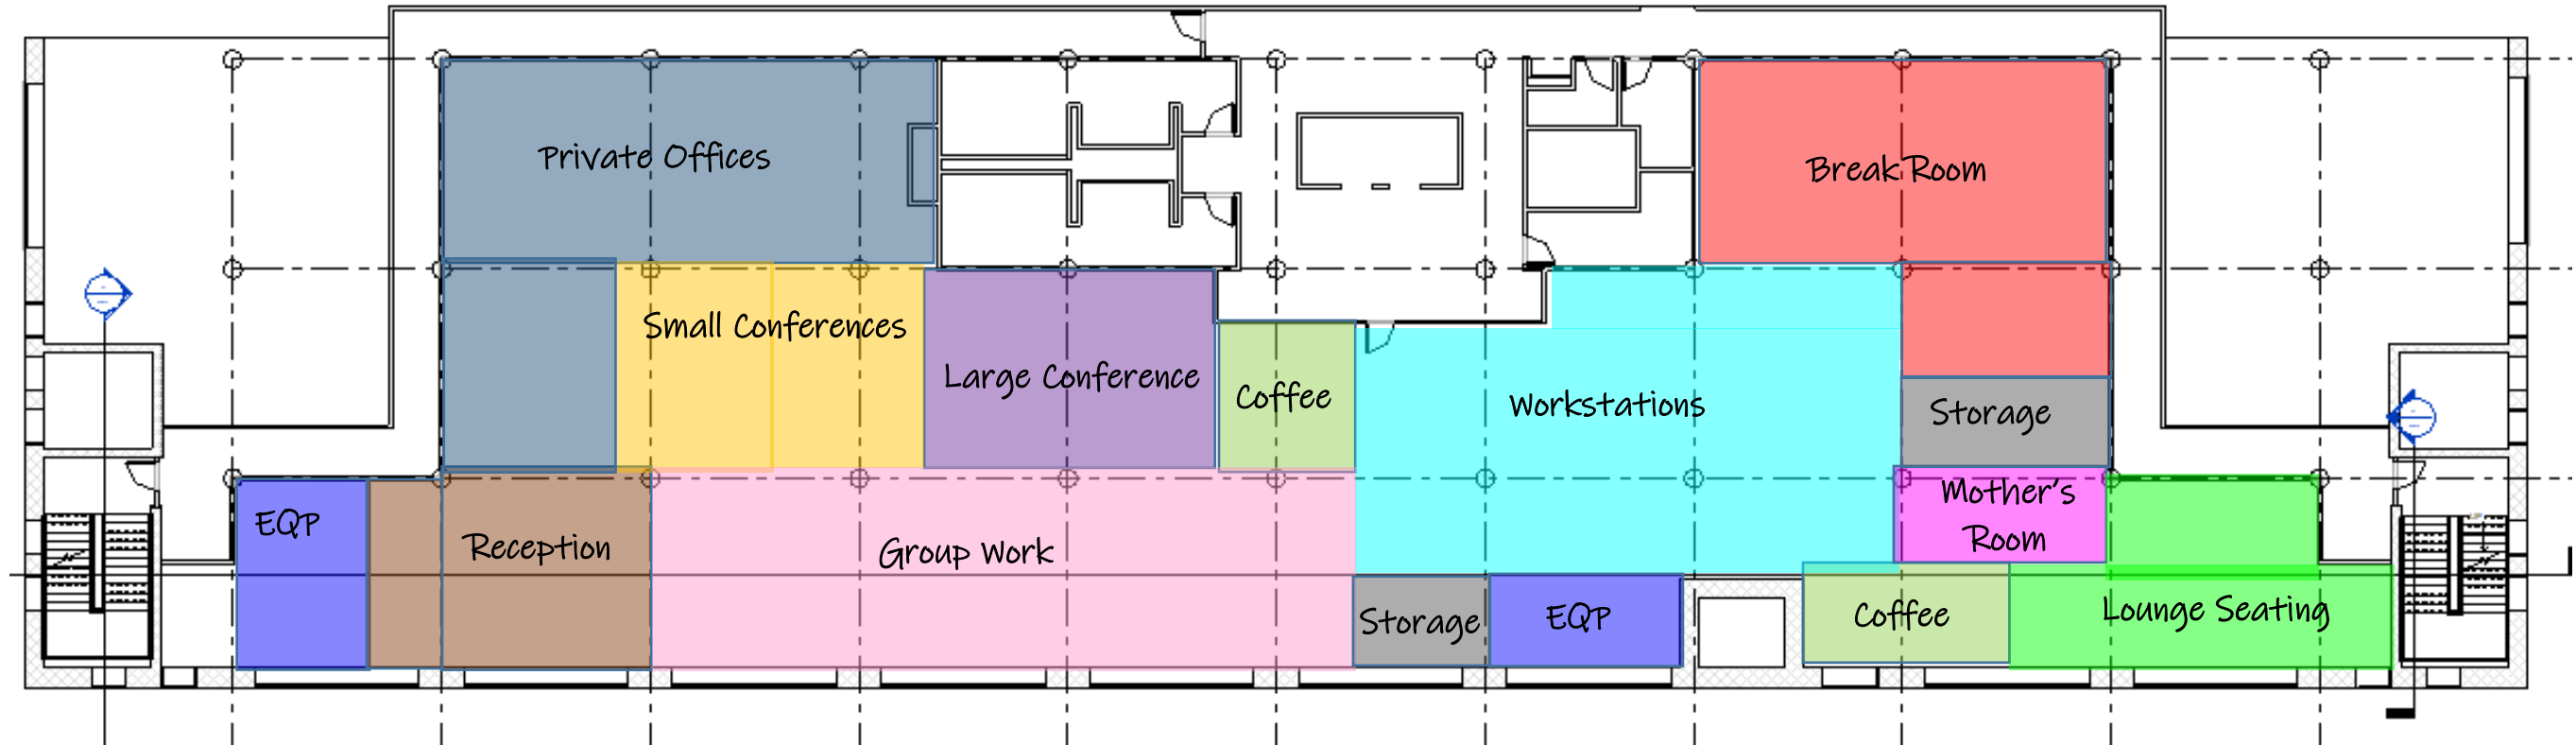 Private Offices
Break Room
Small Conferences
Large Conference
Coffee
Workstations
Storage
EQP
Reception
Group Work
Mother's
Room
Storage
EQP
Coffee
Lounge Seating